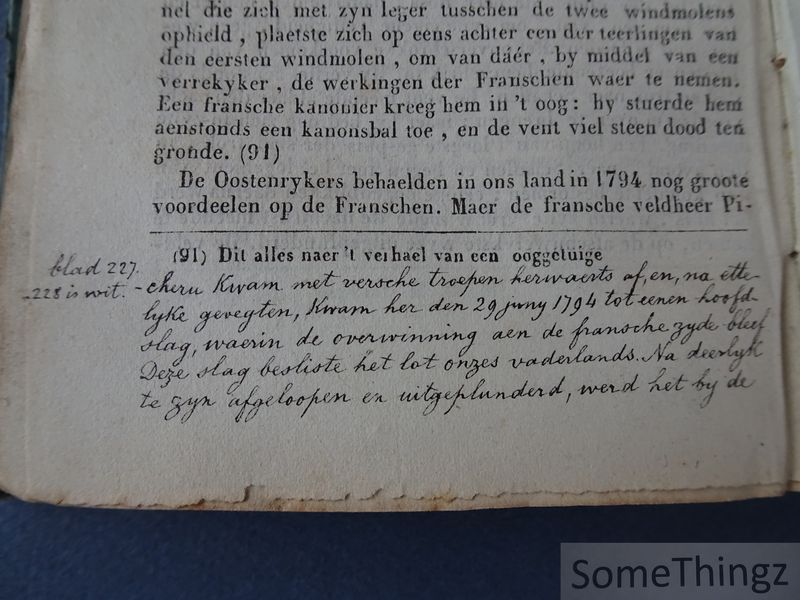 nel die zich met zyn leger tusschen de twee windmolens
ophield , plaetste zich op eens achter een der teerlingen van
den eersten windmolen , om van dáér , by middel van een
verrekyker , de werkingen der Franschen waer te nemen.
Een fransche kanonier kreeg hem in 't oog : hy stuerde hem
aenstonds een kanonsbal toe , en de vent viel steen dood ten
gronde. (91)
De Oostenrykers behaelden in ons land in 1794 nog groote
voordeelen op de Franschen. Maer de fransche veldheer Pi-
(91) Dit alles naer 't verhael van een ooggetuige
blad 227.
228 is wit.
-cheru kwam met versche troepen herwaerts af, en, na ette-
lyke gevegten, kwam her den 29 juny 1794 tot eenen hoofd-
slag, waerin de overwinning aen de fransche zyde bleef
Deze slag besliste het lot onzes vaderlands. Na deerlyk
te zyn afgeloopen en uitgeplunderd, werd het by de
SomeThingz